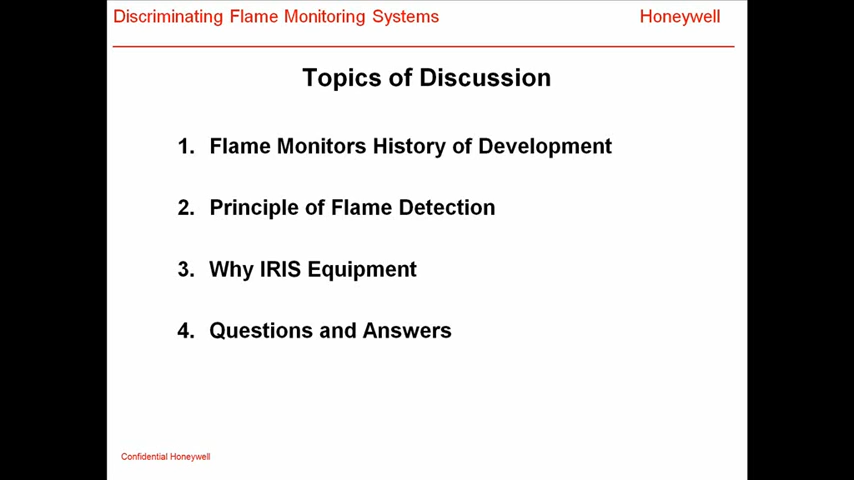 Discriminating Flame Monitoring Systems Honeywell
Topics of Discussion
1. Flame Monitors History of Development
2. Principle of Flame Detection
3. Why IRIS Equipment
4. Questions and Answers
Confidential Honeywell